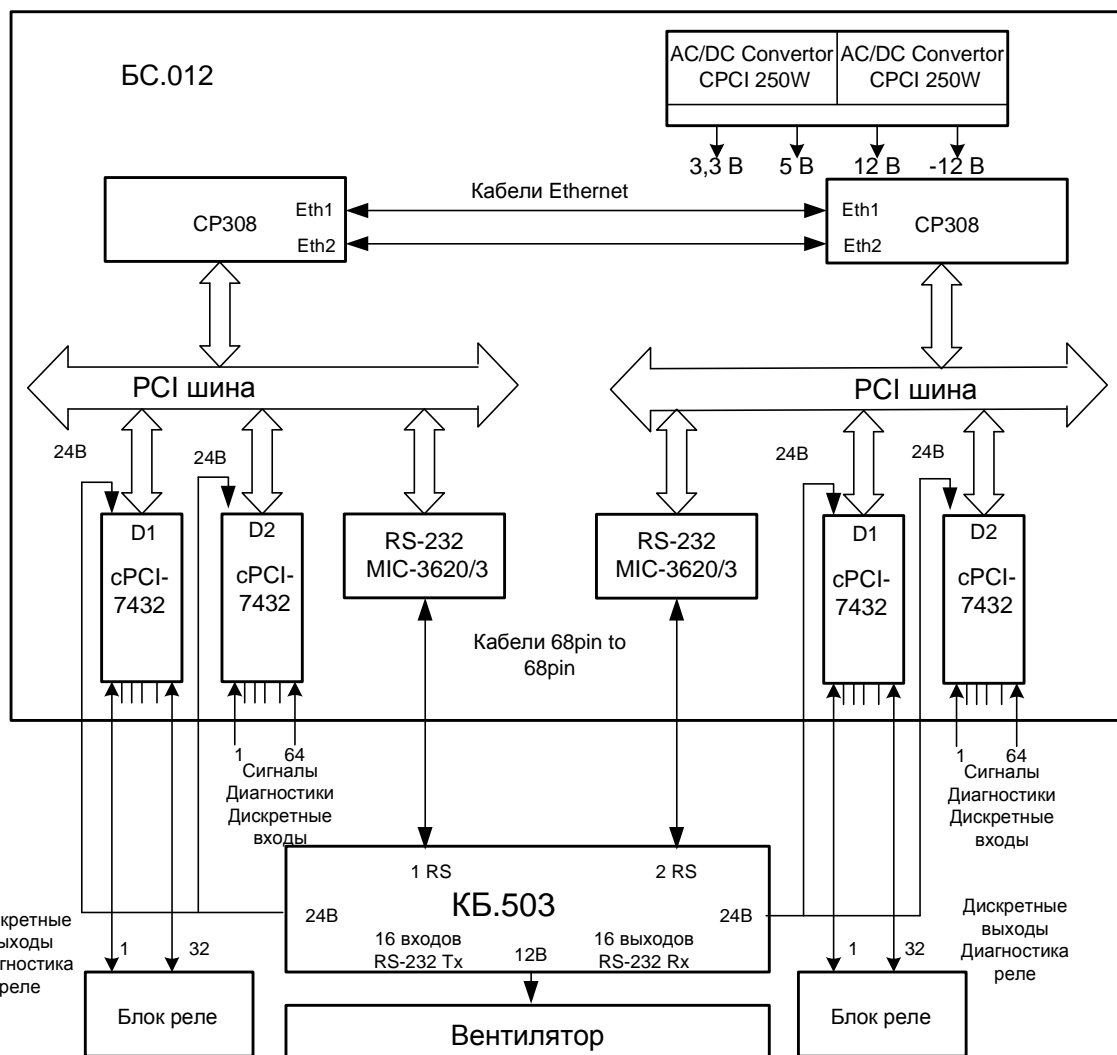 AC/DC Convertor
CPCI 250W
AC/DC Convertor
CPCI 250W
БС.012
3,3 В
5 В
12 В
-12 В
Кабели Ethernet
CP308
Eth1
Eth2
Eth1
Eth2
CP308
PCI шина
PCI шина
24В
24В
24В
24В
D1
cPCI-
7432
D2
cPCI-
7432
RS-232
MIC-3620/3
RS-232
MIC-3620/3
D1
cPCI-
7432
D2
cPCI-
7432
Кабели 68pin to
68pin
1
64
Сигналы
Диагностики
Дискретные
входы
1
64
Сигналы
Диагностики
Дискретные
входы
1 RS
2 RS
КБ.503
24В
24В
16 входов
RS-232 Tx
12В
16 выходов
RS-232 Rx
кретные
ыходы
гностика
реле
1
32
1
32
Дискретные
выходы
Диагностика
реле
Блок реле
Вентилятор
Блок реле